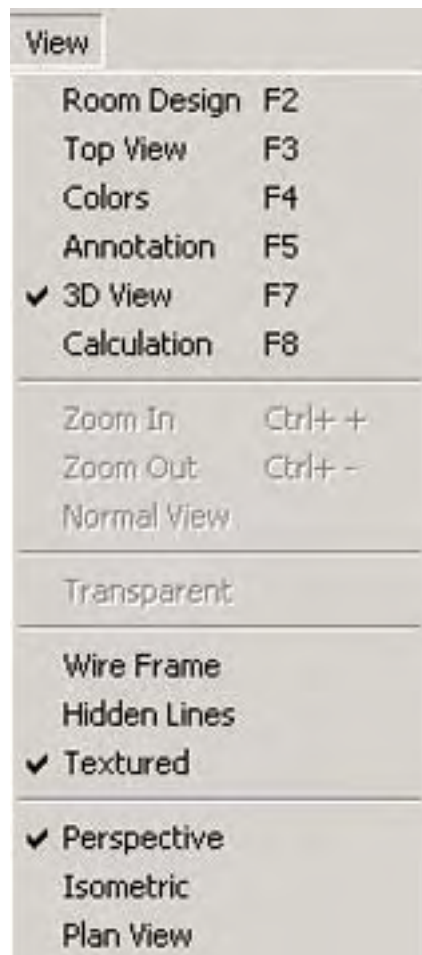 View
Room Design F2
Top View F3
Colors F4
Annotation F5
3D View F7
Calculation F8
Zoom In Ctrl+ +
Zoom Out Ctrl+ -
Normal View
Transparent
Wire Frame
Hidden Lines
Textured
Perspective
Isometric
Plan View